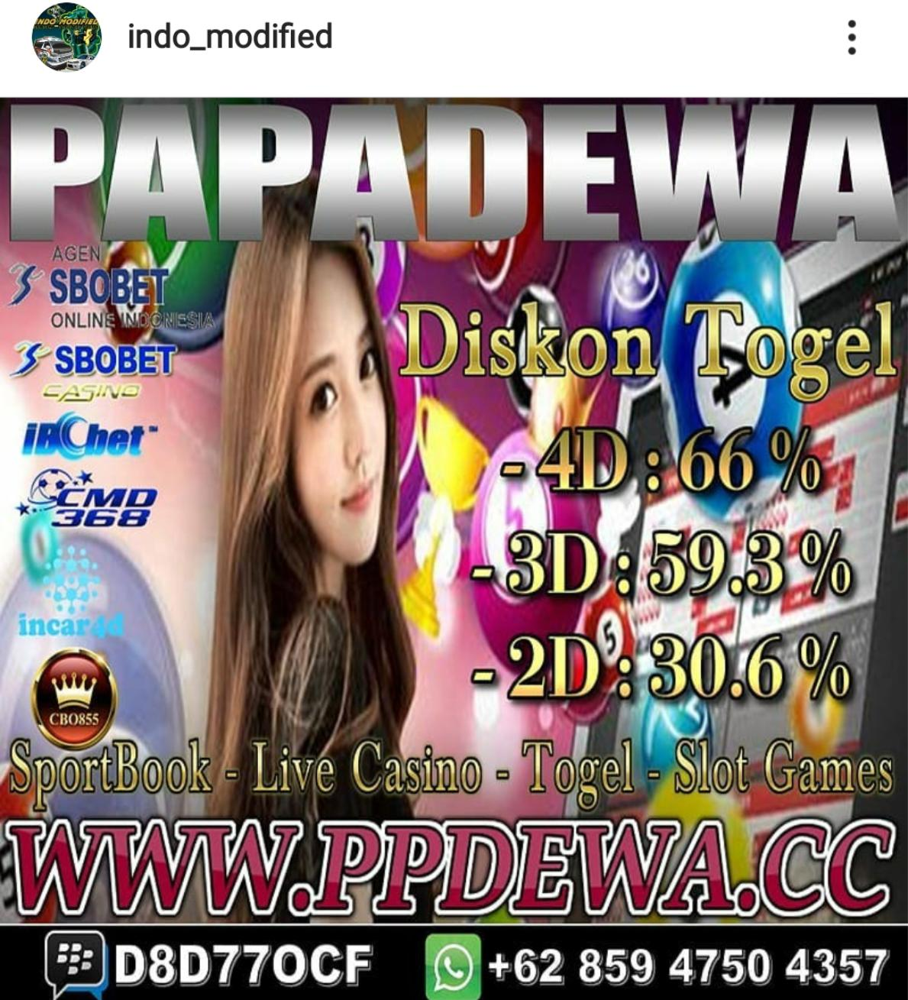 indo_modified
PAPADEWA
AGEN
SBOBET
ONLINE INDONESIA
SBOBET
CASINO
iBCbet™
CMD
368
incar4d
CBO855
Diskon Togel
- 4D : 66 %
- 3D : 59.3 %
- 2D : 30.6 %
SportBook - Live Casino - Togel - Slot Games
WWW.PPDEWA.CC
D8D77OCF
+62 859 4750 4357